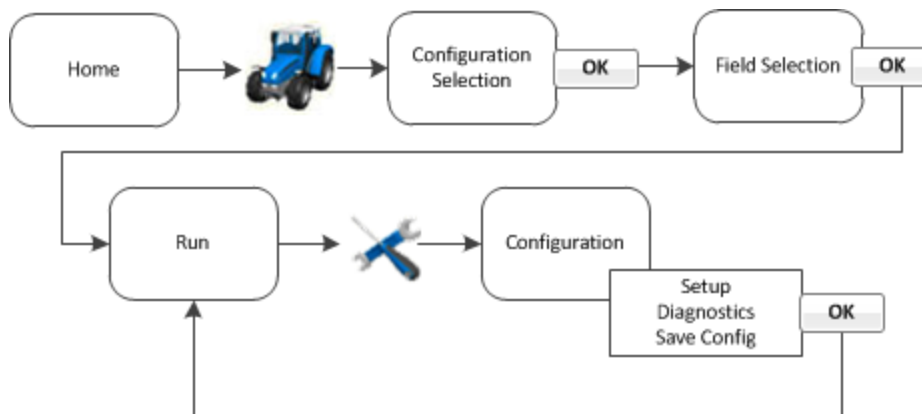 Home
Configuration
Selection
OK
Field Selection
OK
Run
Configuration
Setup
Diagnostics
Save Config
OK